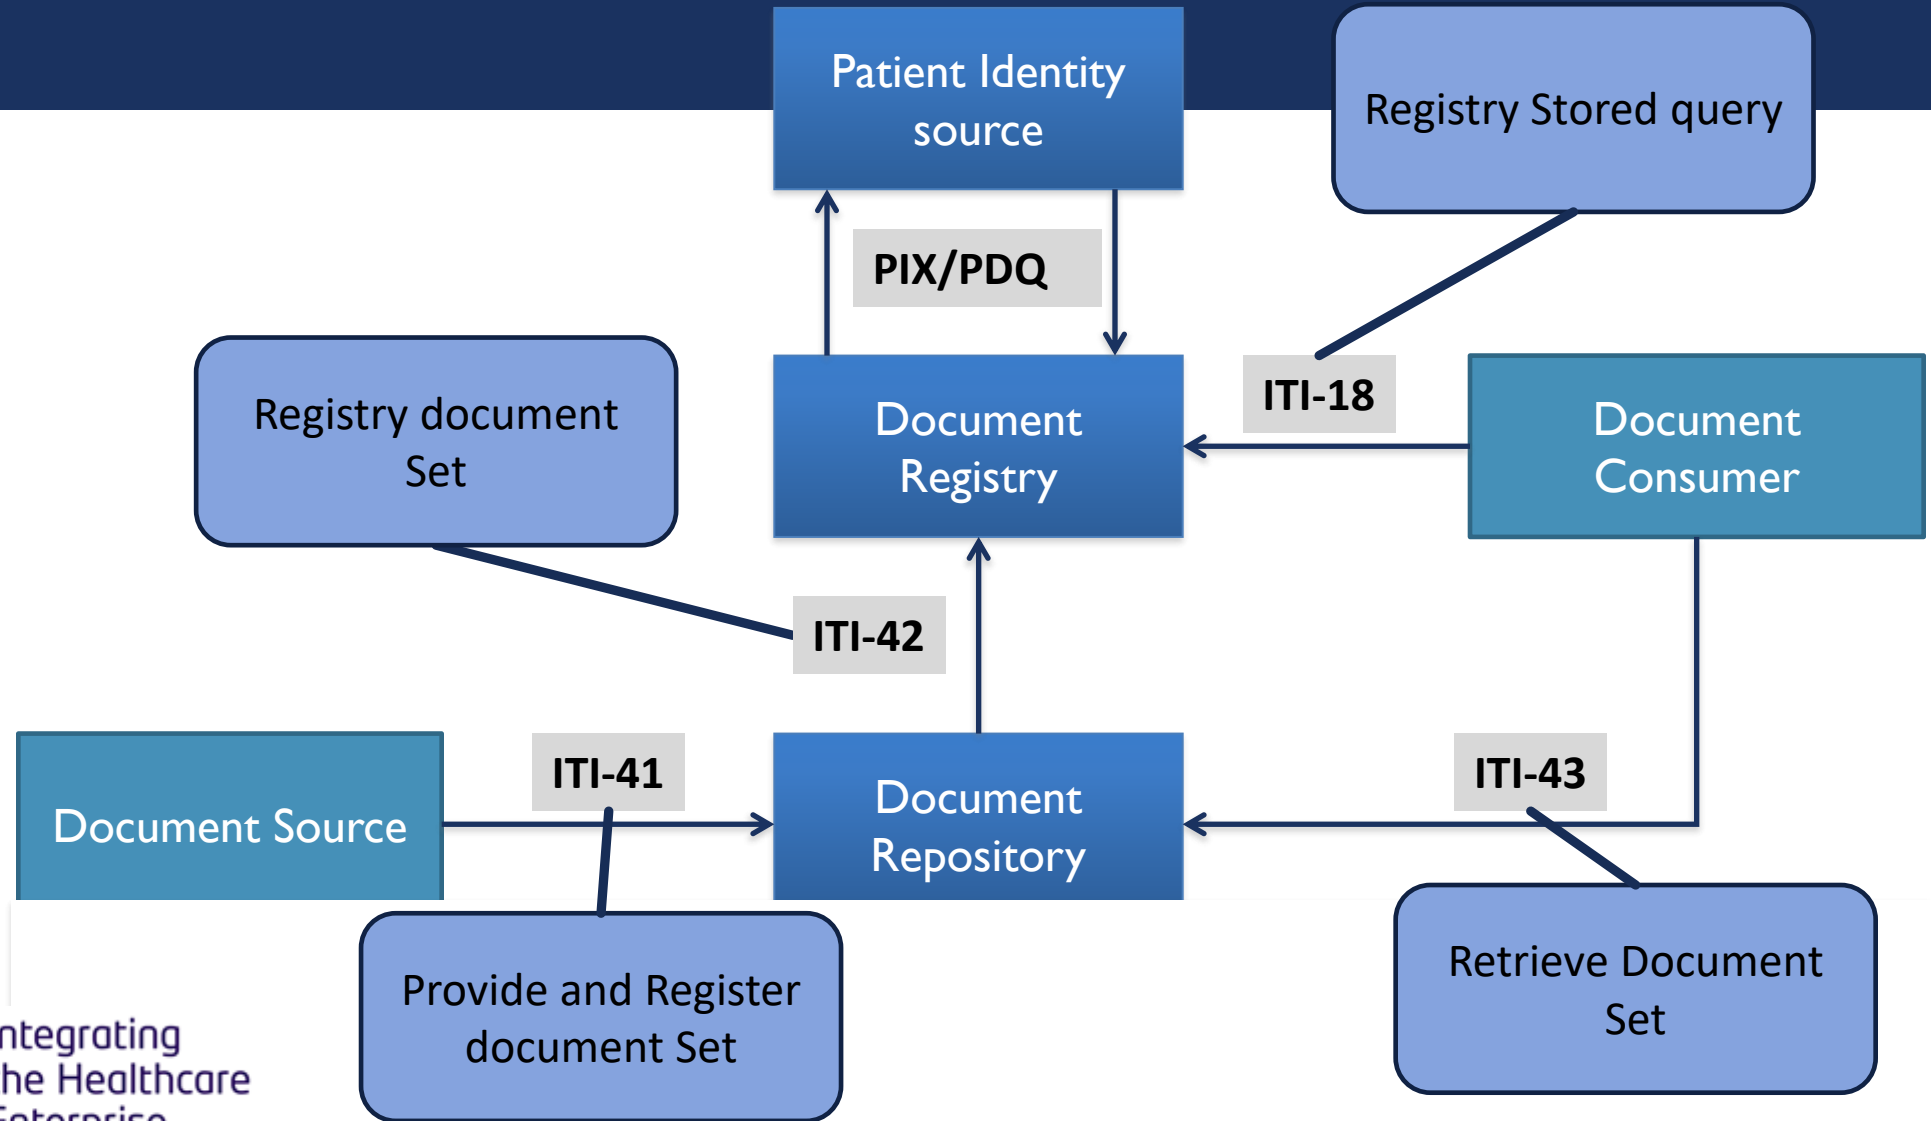 Patient Identity
source
Registry Stored query
PIX/PDQ
Registry document
Set
Document
Registry
ITI-18
Document
Consumer
ITI-42
Document Source
ITI-41
Document
Repository
ITI-43
Provide and Register
document Set
Retrieve Document
Set
ntegrating
he Healthcare